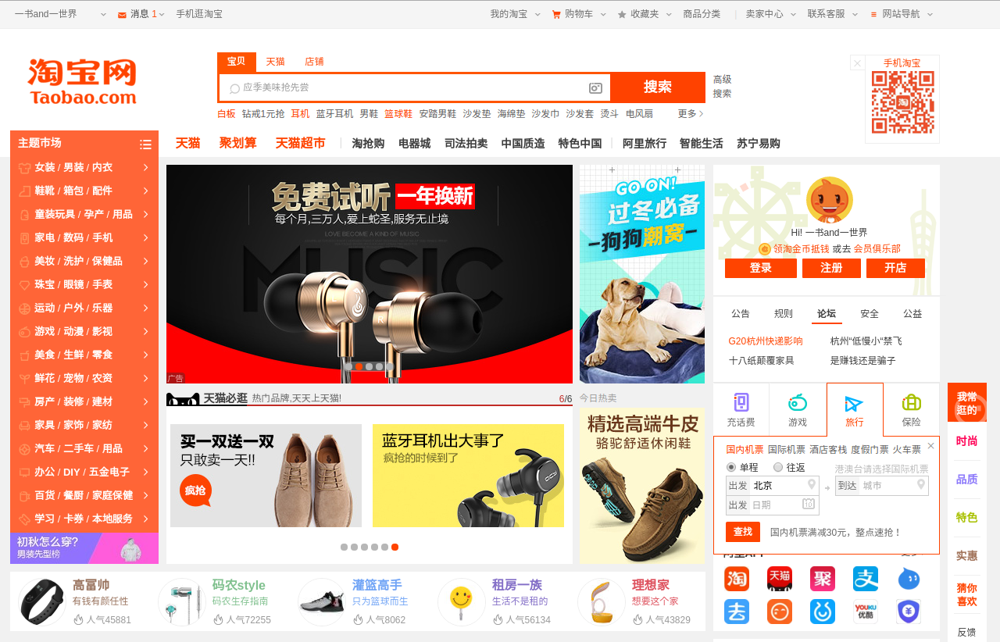 一书and一世界 消息 1 手机逛淘宝 我的淘宝 购物车 收藏夹 商品分类 卖家中心 联系客服 网站导航
淘宝网
Taobao.com
宝贝 天猫 店铺
应季美味抢先尝 搜索
高级
搜索
白板 钻戒1元抢 耳机 蓝牙耳机 男鞋 篮球鞋 安踏男鞋 沙发垫 海绵垫 沙发巾 沙发套 烫斗 电风扇 更多
手机淘宝
淘
主题市场
天猫 聚划算 天猫超市 淘抢购 电器城 司法拍卖 中国质造 特色中国 阿里旅行 智能生活 苏宁易购
女装 / 男装 / 内衣
鞋靴 / 箱包 / 配件
童装玩具 / 孕产 / 用品
家电 / 数码 / 手机
美妆 / 洗护 / 保健品
珠宝 / 眼镜 / 手表
运动 / 户外 / 乐器
游戏 / 动漫 / 影视
美食 / 生鲜 / 零食
鲜花 / 宠物 / 农资
房产 / 装修 / 建材
家具 / 家饰 / 家纺
汽车 / 二手车 / 用品
办公 / DIY / 五金电子
百货 / 餐厨 / 家庭保健
学习 / 卡券 / 本地服务
初秋怎么穿?
男装先型榜
免费试听 一年换新
每个月,三万人,爱上蛇圣,服务无止境
LOVE BECOME A KIND OF MUSIC
MUSIC
R
广告
GO ON!
过冬必备
狗狗潮窝
天猫必逛 热门品牌,天天上天猫! 6/6
买一双送一双
只敢卖一天!!
疯抢
蓝牙耳机出大事了
疯抢的时候到了
今日热卖
精选高端牛皮
骆驼舒适休闲鞋
Hi! 一书and一世界
领淘金币抵钱 或去 会员俱乐部
登录 注册 开店
公告 规则 论坛 安全 公益
G20杭州快递影响 杭州“低慢小“禁飞
十八纸颠覆家具 是赚钱还是骗子
充话费 游戏 旅行 保险
国内机票 国际机票 酒店客栈 度假门票 火车票
单程 往返 港澳台请选择国际机票
出发 北京 到达 城市
出发 日期 10
查找 国内机票满减30元，整点速抢！
淘 天猫 聚 支
去 YOUKU
优酷
我常
逛的
时尚
品质
特色
实惠
猜你
喜欢
反馈
高富帅
有钱有颜任性
人气45881
码农style
码农生存指南
人气72255
灌篮高手
只为篮而生
人气8062
租房一族
生活不是租的
人气56134
理想家
想要这个家
人气43829